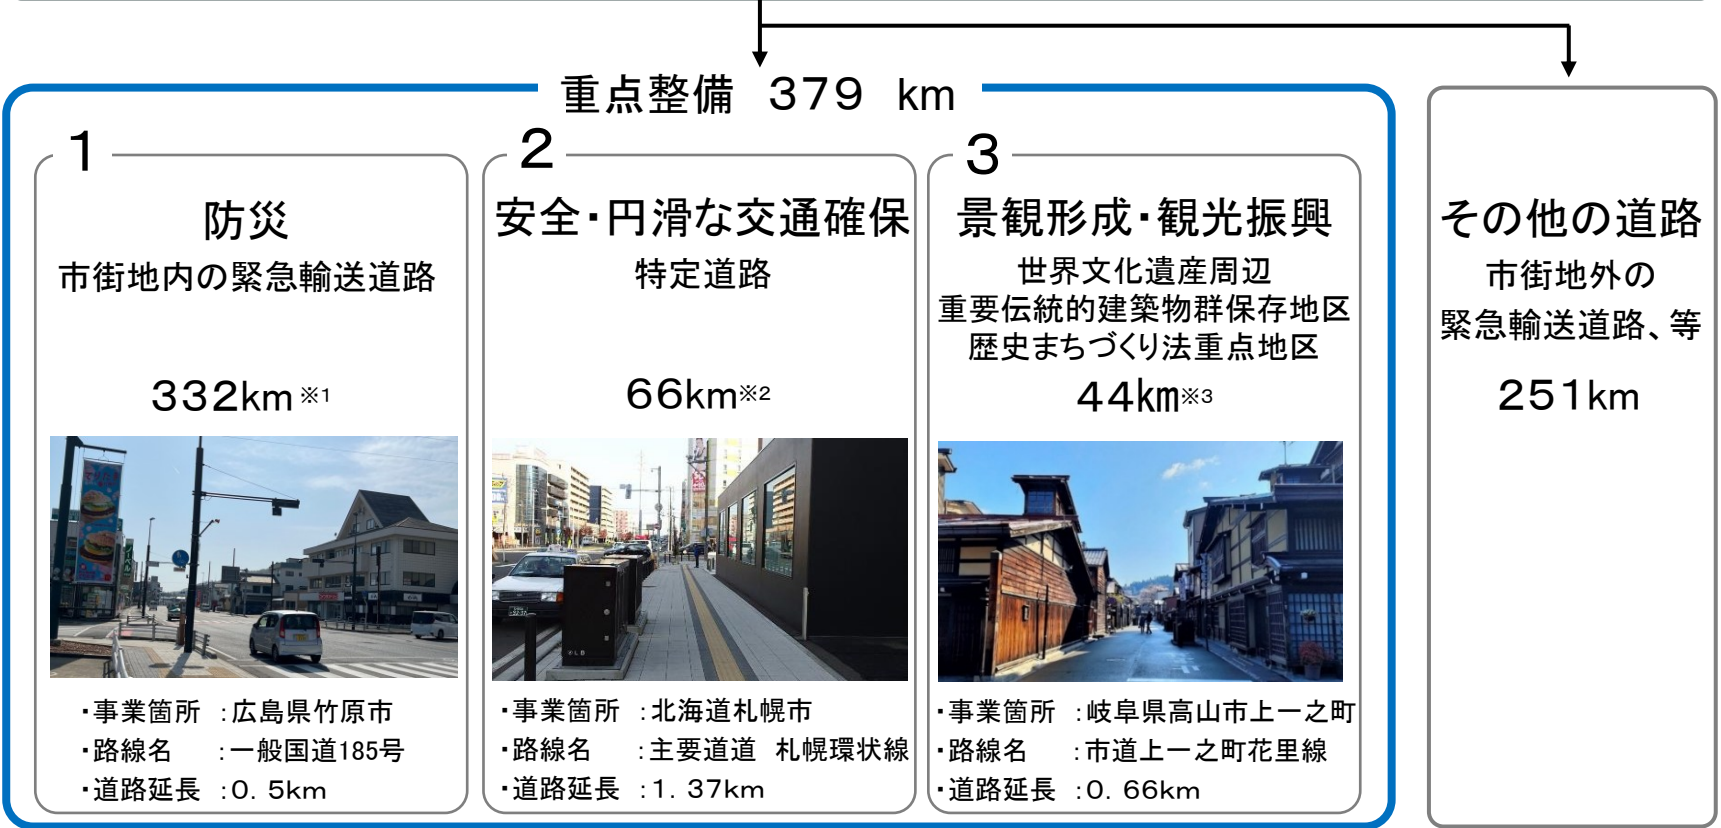 重点整備 379 km
1
防災
市街地内の緊急輸送道路
332km※1
・事業箇所 :広島県竹原市
・路線名 :一般国道185号
・道路延長 :0.5km
2
安全・円滑な交通確保
特定道路
66km※2
・事業箇所 :北海道札幌市
・路線名 :主要道道 札幌環状線
・道路延長 :1.37km
3
景観形成・観光振興
世界文化遺産周辺
重要伝統的建築物群保存地区
歴史まちづくり法重点地区
44km※3
・事業箇所 :岐阜県高山市上一之町
・路線名 :市道上一之町花里線
・道路延長 :0.66km
その他の道路
市街地外の
緊急輸送道路、等
251km